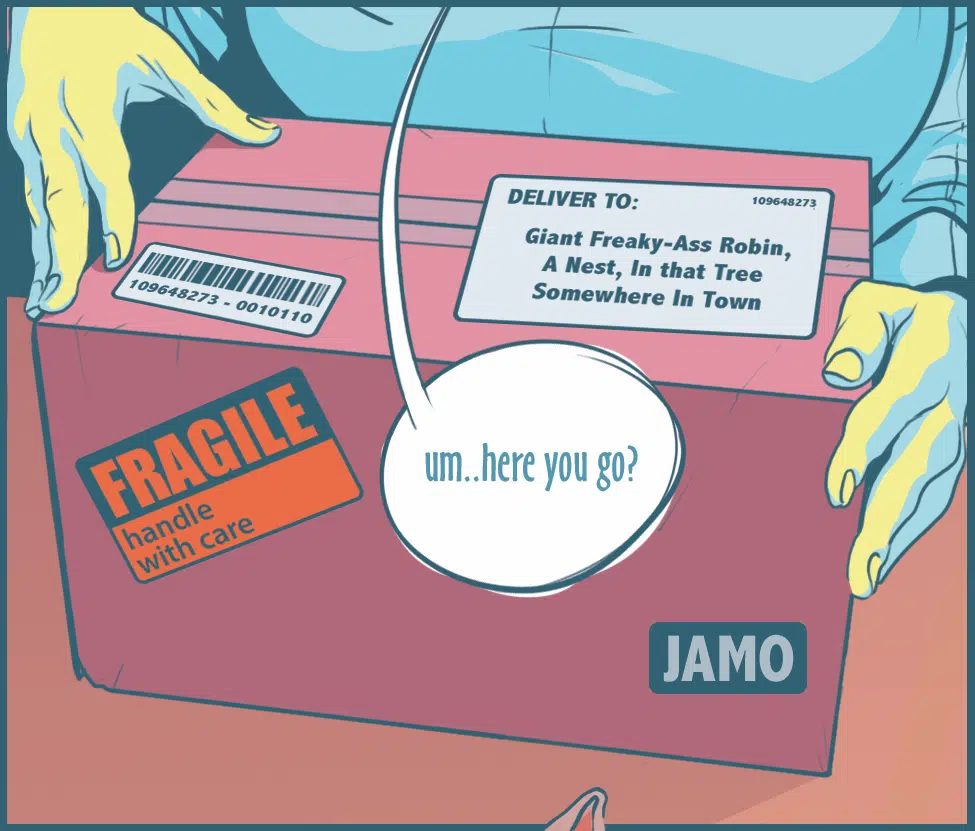 DELIVER TO:
109648273
Giant Freaky-Ass Robin,
A Nest, In that Tree
Somewhere In Town
109648273 - 0010110
FRAGILE
handle
with care
um..here you go?
JAMO